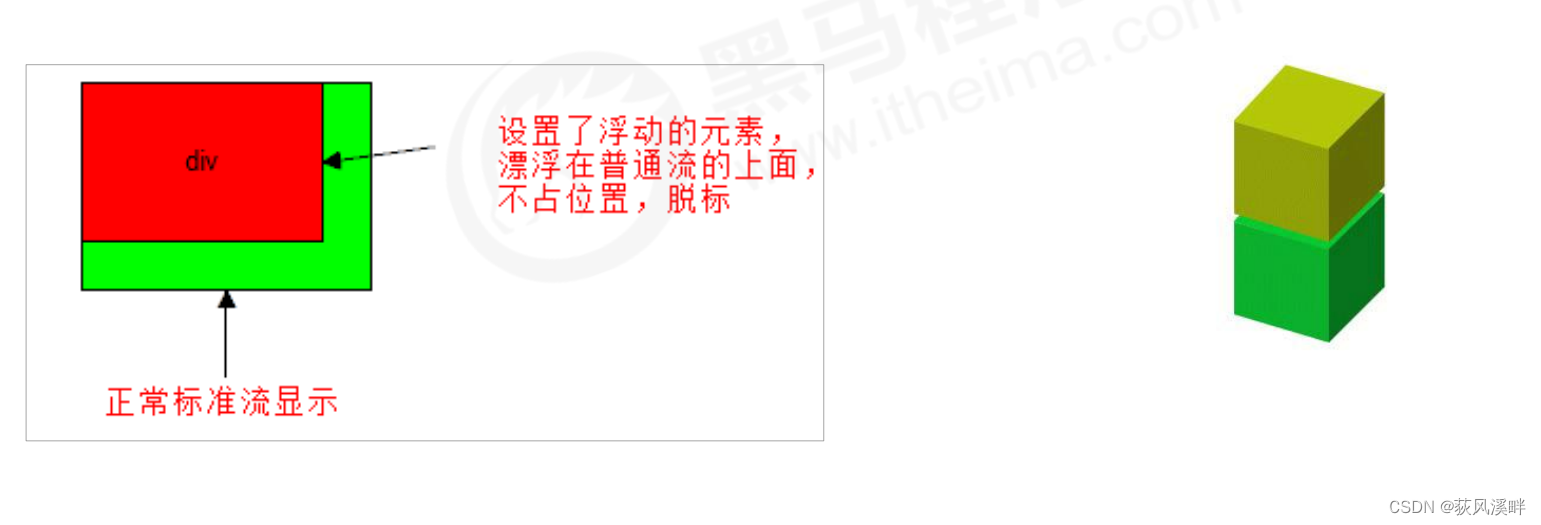 黑马程
www.itheima.com
div
设置了浮动的元素，
漂浮在普通流的上面，
不占位置，脱标
正常标准流显示
CSDN @荻风溪畔